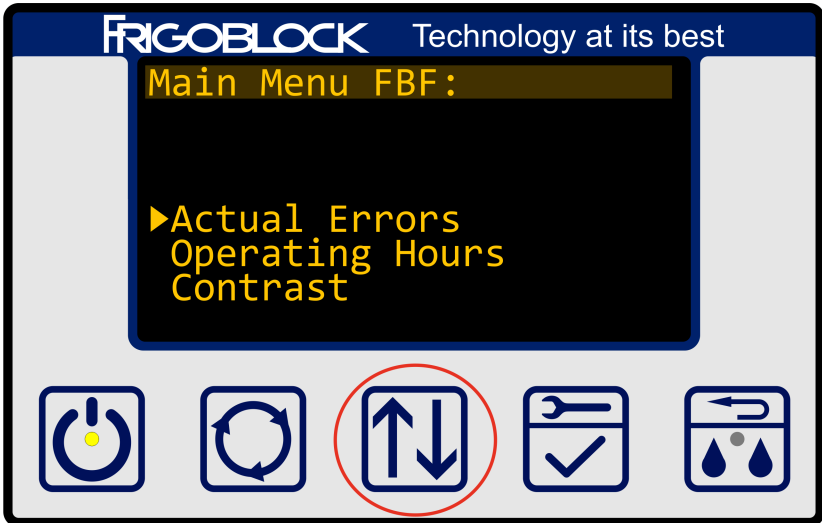 FRIGOBLOCK Technology at its best
Main Menu FBF:
Actual Errors
Operating Hours
Contrast